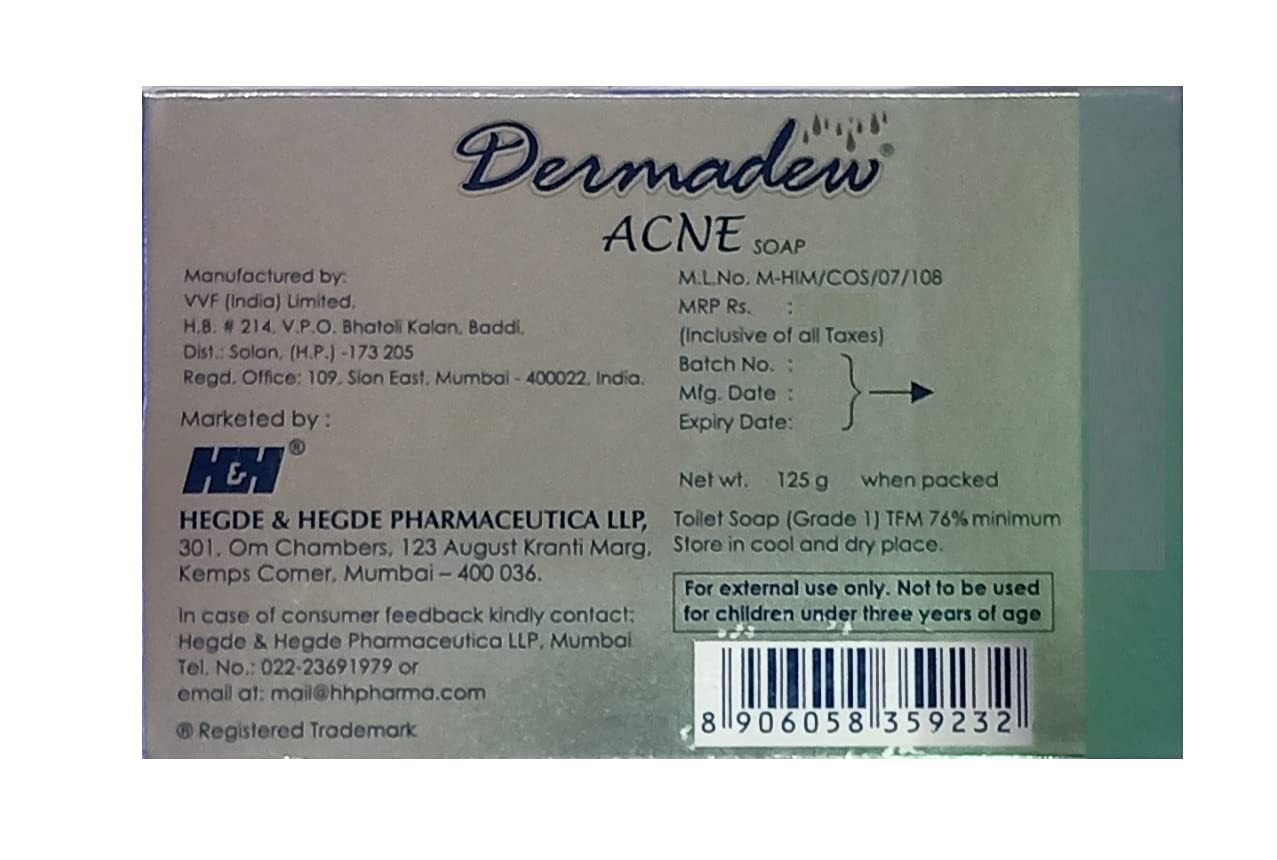 Dermadew®
ACNE SOAP
Manufactured by:
VVF (India) Limited,
H.B. # 214, V.P.O. Bhatoli Kalan, Baddi,
Dist.: Solan, (H.P.) -173 205
Regd. Office: 109, Sion East, Mumbai - 400022, India.
Marketed by :
H&H®
HEGDE & HEGDE PHARMACEUTICA LLP,
301, Om Chambers, 123 August Kranti Marg,
Kemps Corner, Mumbai – 400 036.
In case of consumer feedback kindly contact:
Hegde & Hegde Pharmaceutica LLP, Mumbai
Tel. No.: 022-23691979 or
email at: mail@hhpharma.com
® Registered Trademark
M.L.No. M-HIM/COS/07/108
MRP Rs. :
(Inclusive of all Taxes)
Batch No. :
Mfg. Date :
Expiry Date:
Net wt. 125 g when packed
Toilet Soap (Grade 1) TFM 76% minimum
Store in cool and dry place.
For external use only. Not to be used
for children under three years of age
8 906058 359232